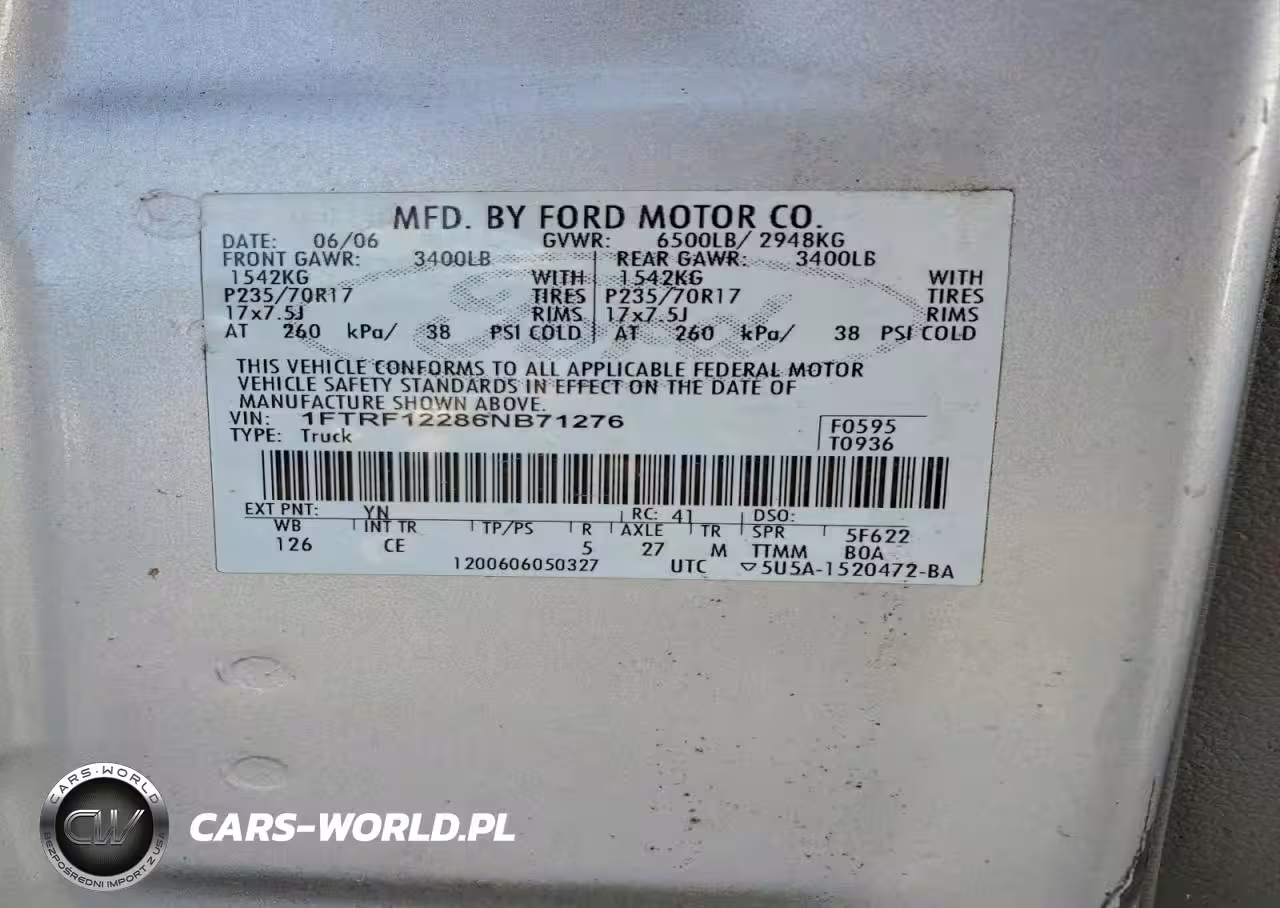 MFD. BY FORD MOTOR CO.
DATE: 06/06 GVWR: 6500LB/ 2948KG
FRONT GAWR: 3400LB REAR GAWR: 3400LB
1542KG WITH 1542KG WITH
P235/70R17 TIRES P235/70R17 TIRES
17x7.5J RIMS 17x7.5J RIMS
AT 260 kPa/ 38 PSI COLD AT 260 kPa/ 38 PSI COLD
Ford
THIS VEHICLE CONFORMS TO ALL APPLICABLE FEDERAL MOTOR
VEHICLE SAFETY STANDARDS IN EFFECT ON THE DATE OF
MANUFACTURE SHOWN ABOVE.
VIN: 1FTRF12286NB71276 F0595
TYPE: Truck T0936
EXT PNT: YN RC: 41 DSO:
WB INT TR TP/PS R AXLE TR SPR 5F622
126 CE 5 27 M TTMM B0A
1200606050327 UTC ▽5U5A-1520472-BA
CARS-WORLD
CW
BEZPOŚREDNI IMPORT Z USA
CARS-WORLD.PL